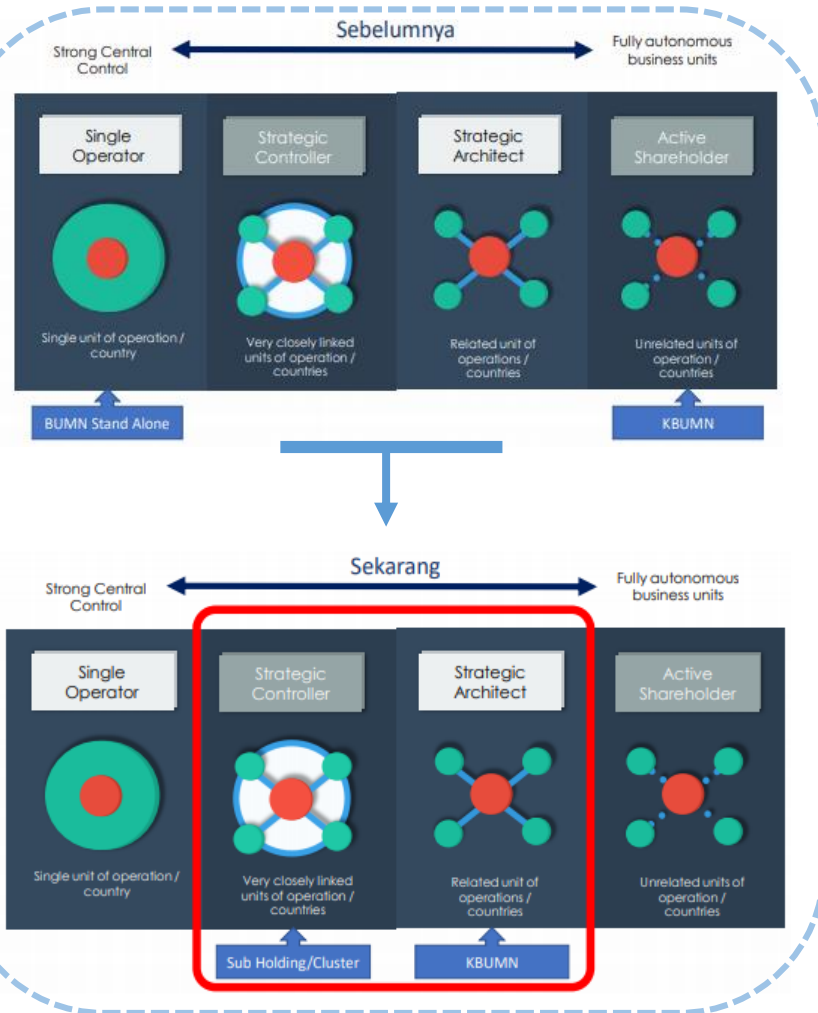 Sebelumnya
Strong Central
Control
Fully autonomous
business units
Single
Operator
Strategic
Controller
Strategic
Architect
Active
Shareholder
Single unit of operation /
country
Very closely linked
units of operation /
countries
Related unit of
operations /
countries
Unrelated units of
operation /
countries
BUMN Stand Alone
KBUMN
Sekarang
Strong Central
Control
Fully autonomous
business units
Single
Operator
Strategic
Controller
Strategic
Architect
Active
Shareholder
Single unit of operation /
country
Very closely linked
units of operation /
countries
Related unit of
operations /
countries
Unrelated units of
operation /
countries
Sub Holding/Cluster
KBUMN